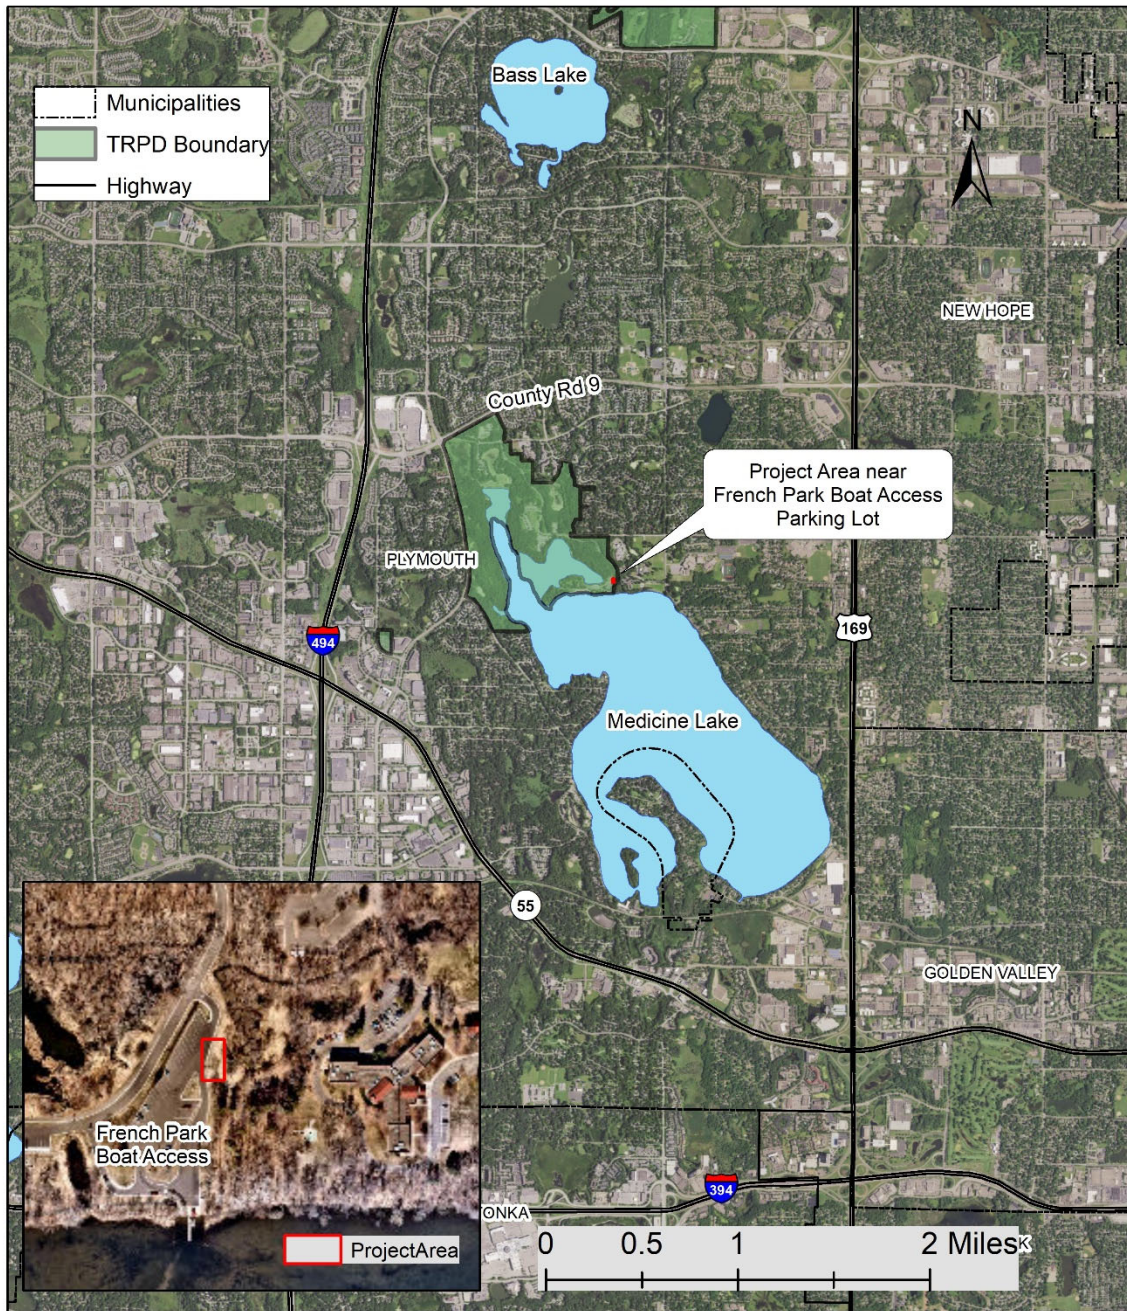 Bass Lake
Municipalities
TRPD Boundary
Highway
N
NEW HOPE
County Rd 9
Project Area near
French Park Boat Access
Parking Lot
PLYMOUTH
169
494
Medicine Lake
55
GOLDEN VALLEY
French Park
Boat Access
394
TONKA
0 0.5 1 2 Miles
K
ProjectArea